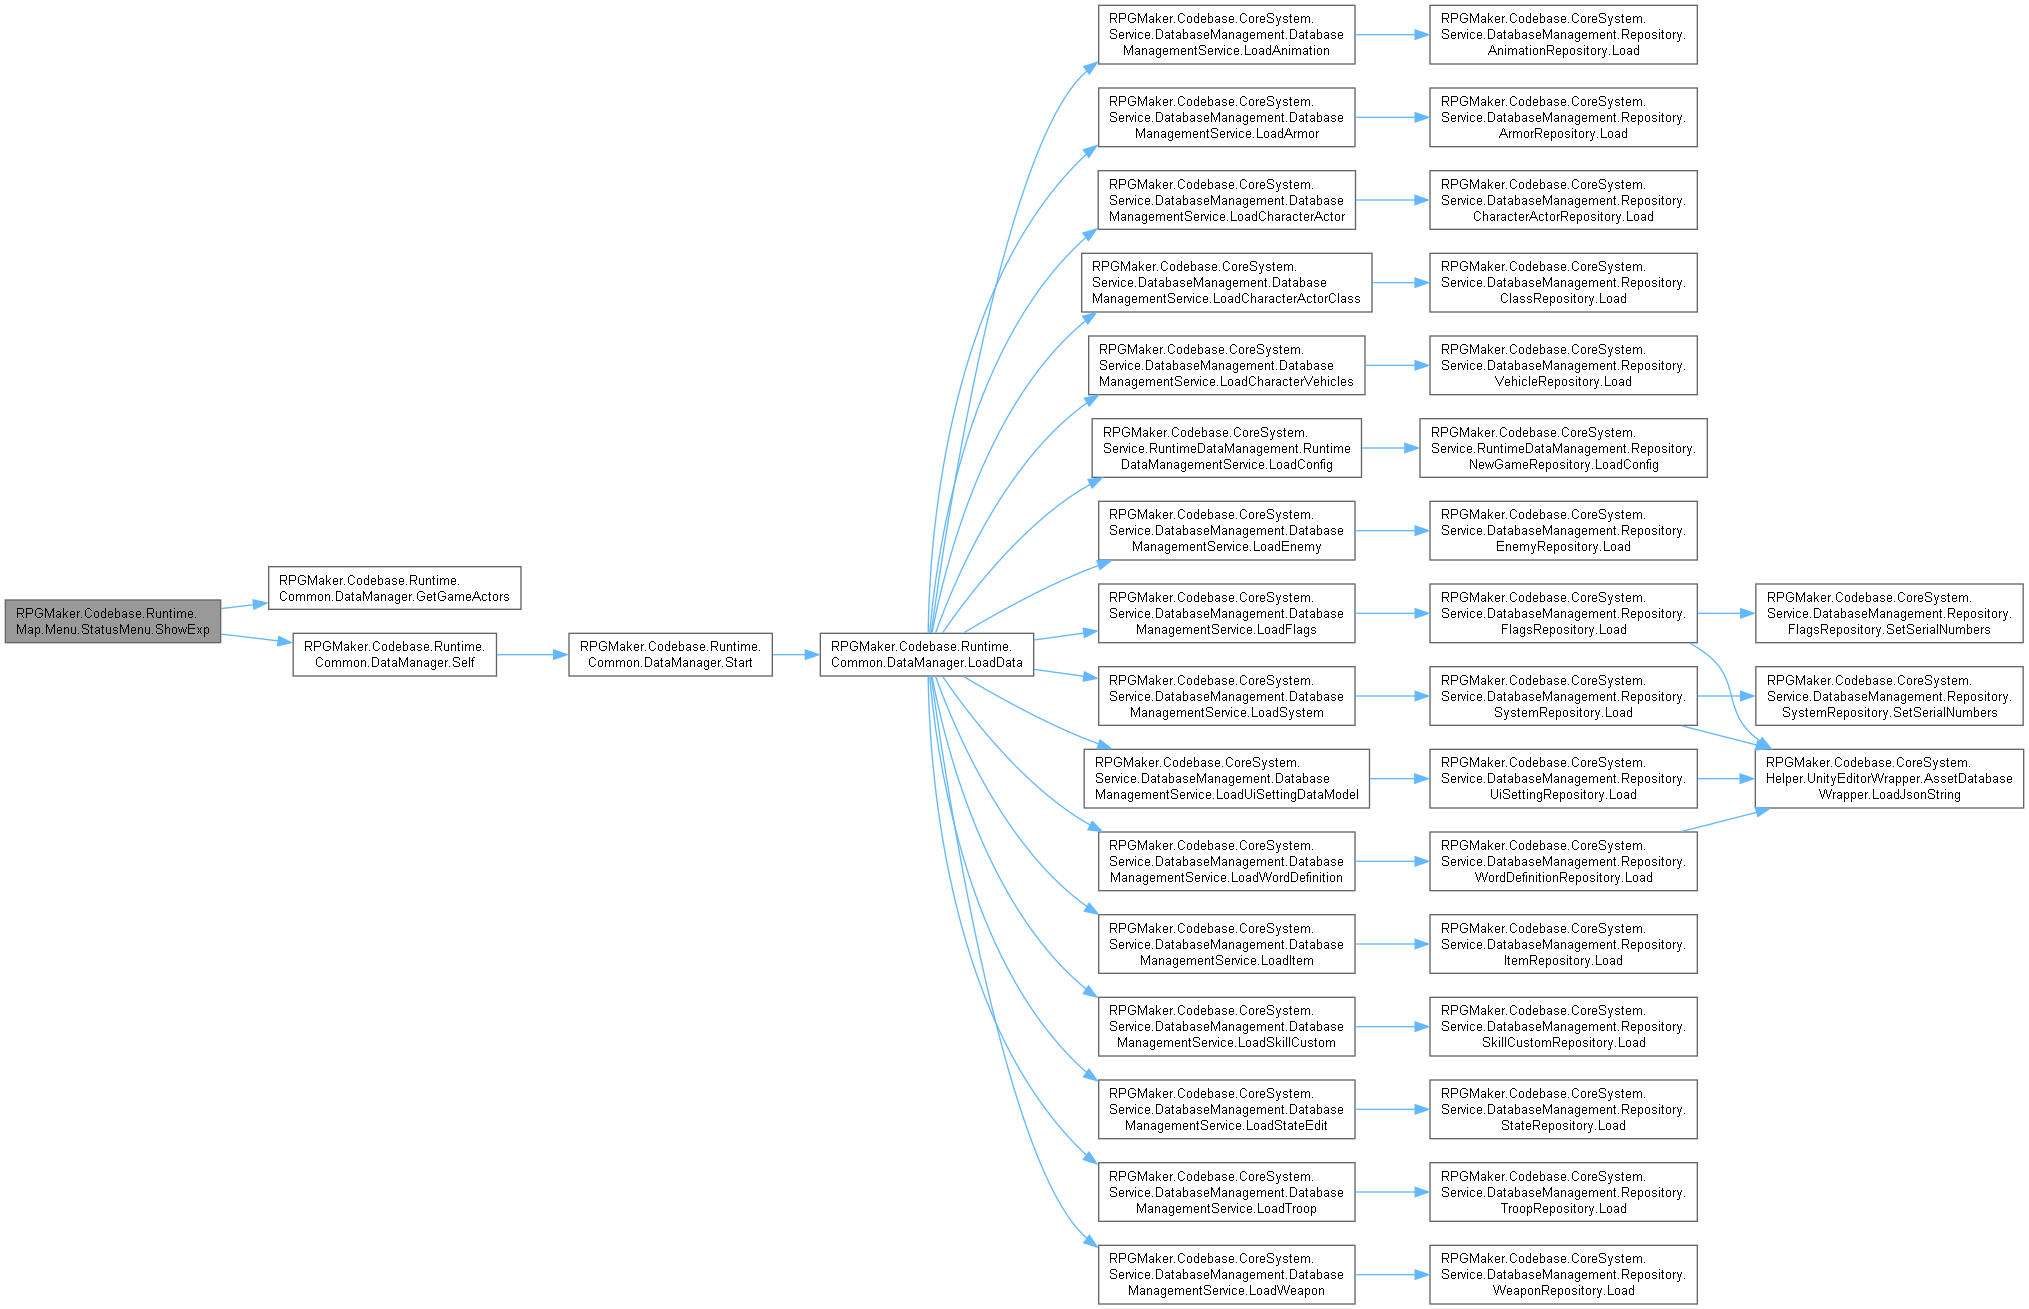 RPGMaker.Codebase.Runtime.
Map.Menu.StatusMenu.ShowExp
RPGMaker.Codebase.Runtime.
Common.DataManager.GetGameActors
RPGMaker.Codebase.Runtime.
Common.DataManager.Self
RPGMaker.Codebase.Runtime.
Common.DataManager.Start
RPGMaker.Codebase.Runtime.
Common.DataManager.LoadData
RPGMaker.Codebase.CoreSystem.
Service.DatabaseManagement.Database
ManagementService.LoadAnimation
RPGMaker.Codebase.CoreSystem.
Service.DatabaseManagement.Repository.
AnimationRepository.Load
RPGMaker.Codebase.CoreSystem.
Service.DatabaseManagement.Database
ManagementService.LoadArmor
RPGMaker.Codebase.CoreSystem.
Service.DatabaseManagement.Repository.
ArmorRepository.Load
RPGMaker.Codebase.CoreSystem.
Service.DatabaseManagement.Database
ManagementService.LoadCharacterActor
RPGMaker.Codebase.CoreSystem.
Service.DatabaseManagement.Repository.
CharacterActorRepository.Load
RPGMaker.Codebase.CoreSystem.
Service.DatabaseManagement.Database
ManagementService.LoadCharacterActorClass
RPGMaker.Codebase.CoreSystem.
Service.DatabaseManagement.Repository.
ClassRepository.Load
RPGMaker.Codebase.CoreSystem.
Service.DatabaseManagement.Database
ManagementService.LoadCharacterVehicles
RPGMaker.Codebase.CoreSystem.
Service.DatabaseManagement.Repository.
VehicleRepository.Load
RPGMaker.Codebase.CoreSystem.
Service.RuntimeDataManagement.Runtime
DataManagementService.LoadConfig
RPGMaker.Codebase.CoreSystem.
Service.RuntimeDataManagement.Repository.
NewGameRepository.LoadConfig
RPGMaker.Codebase.CoreSystem.
Service.DatabaseManagement.Database
ManagementService.LoadEnemy
RPGMaker.Codebase.CoreSystem.
Service.DatabaseManagement.Repository.
EnemyRepository.Load
RPGMaker.Codebase.CoreSystem.
Service.DatabaseManagement.Database
ManagementService.LoadFlags
RPGMaker.Codebase.CoreSystem.
Service.DatabaseManagement.Repository.
FlagsRepository.Load
RPGMaker.Codebase.CoreSystem.
Service.DatabaseManagement.Repository.
FlagsRepository.SetSerialNumbers
RPGMaker.Codebase.CoreSystem.
Service.DatabaseManagement.Database
ManagementService.LoadSystem
RPGMaker.Codebase.CoreSystem.
Service.DatabaseManagement.Repository.
SystemRepository.Load
RPGMaker.Codebase.CoreSystem.
Service.DatabaseManagement.Repository.
SystemRepository.SetSerialNumbers
RPGMaker.Codebase.CoreSystem.
Service.DatabaseManagement.Database
ManagementService.LoadUiSettingDataModel
RPGMaker.Codebase.CoreSystem.
Service.DatabaseManagement.Repository.
UiSettingRepository.Load
RPGMaker.Codebase.CoreSystem.
Helper.UnityEditorWrapper.AssetDatabase
Wrapper.LoadJsonString
RPGMaker.Codebase.CoreSystem.
Service.DatabaseManagement.Database
ManagementService.LoadWordDefinition
RPGMaker.Codebase.CoreSystem.
Service.DatabaseManagement.Repository.
WordDefinitionRepository.Load
RPGMaker.Codebase.CoreSystem.
Service.DatabaseManagement.Database
ManagementService.LoadItem
RPGMaker.Codebase.CoreSystem.
Service.DatabaseManagement.Repository.
ItemRepository.Load
RPGMaker.Codebase.CoreSystem.
Service.DatabaseManagement.Database
ManagementService.LoadSkillCustom
RPGMaker.Codebase.CoreSystem.
Service.DatabaseManagement.Repository.
SkillCustomRepository.Load
RPGMaker.Codebase.CoreSystem.
Service.DatabaseManagement.Database
ManagementService.LoadStateEdit
RPGMaker.Codebase.CoreSystem.
Service.DatabaseManagement.Repository.
StateRepository.Load
RPGMaker.Codebase.CoreSystem.
Service.DatabaseManagement.Database
ManagementService.LoadTroop
RPGMaker.Codebase.CoreSystem.
Service.DatabaseManagement.Repository.
TroopRepository.Load
RPGMaker.Codebase.CoreSystem.
Service.DatabaseManagement.Database
ManagementService.LoadWeapon
RPGMaker.Codebase.CoreSystem.
Service.DatabaseManagement.Repository.
WeaponRepository.Load